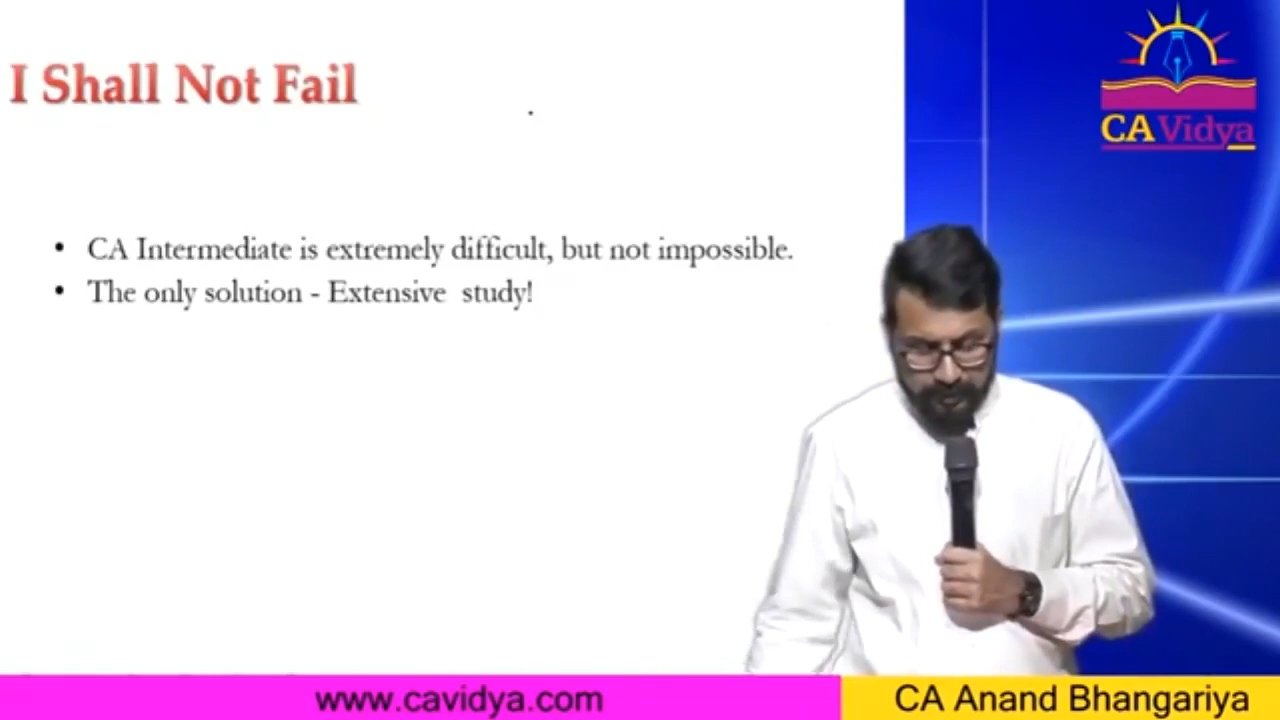 I Shall Not Fail
• CA Intermediate is extremely difficult, but not impossible.
• The only solution - Extensive  study!
CA Vidya
www.cavidya.com
CA Anand Bhangariya